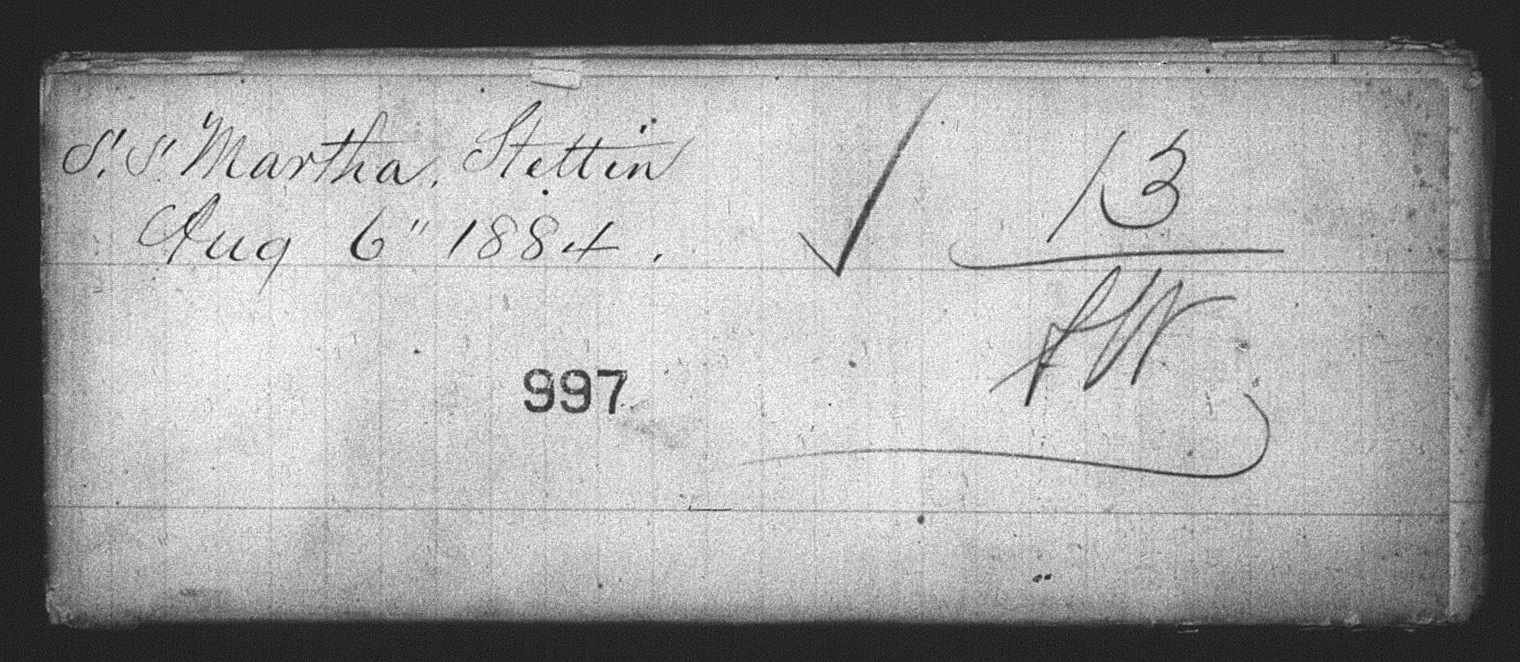 S. S. Martha, Stettin
Aug 6" 1884.
✓
13
997